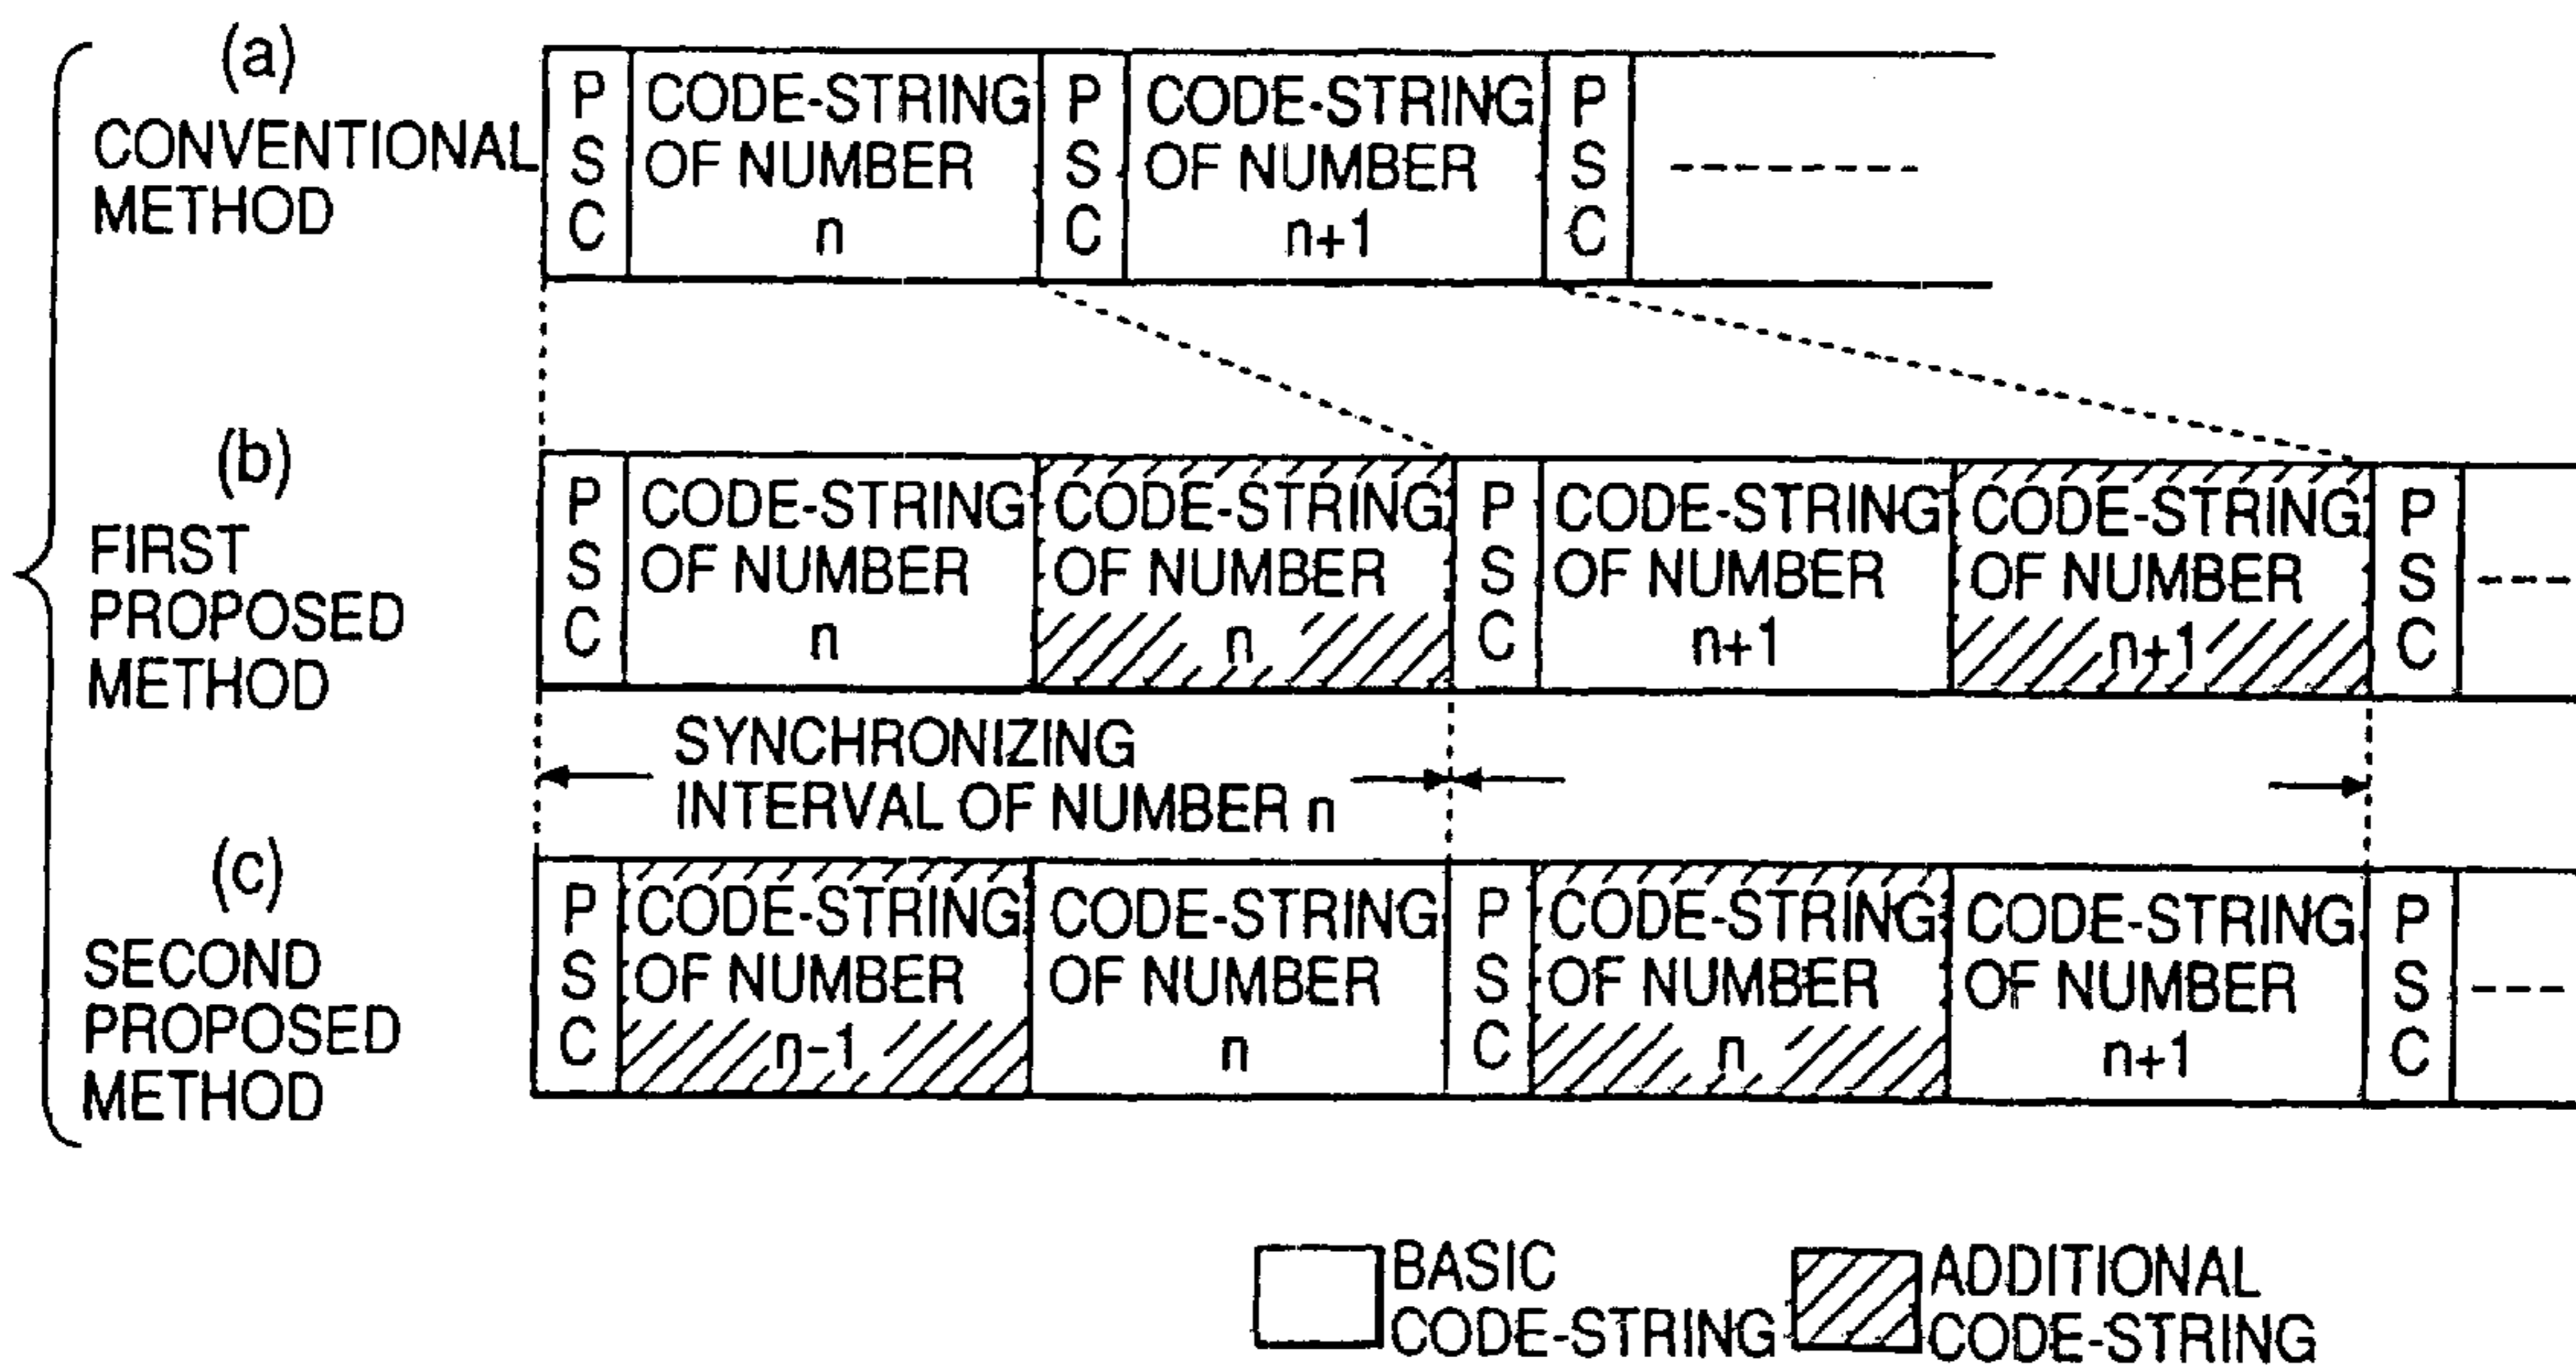 (a)
CONVENTIONAL
METHOD
P
S
C
CODE-STRING
OF NUMBER
n
P
S
C
CODE-STRING
OF NUMBER
n+1
P
S
C
(b)
FIRST
PROPOSED
METHOD
P
S
C
CODE-STRING
OF NUMBER
n
CODE-STRING
OF NUMBER
n
P
S
C
CODE-STRING
OF NUMBER
n+1
CODE-STRING
OF NUMBER
n+1
P
S
C
SYNCHRONIZING
INTERVAL OF NUMBER n
(c)
SECOND
PROPOSED
METHOD
P
S
C
CODE-STRING
OF NUMBER
n-1
CODE-STRING
OF NUMBER
n
P
S
C
CODE-STRING
OF NUMBER
n
CODE-STRING
OF NUMBER
n+1
P
S
C
BASIC
CODE-STRING
ADDITIONAL
CODE-STRING